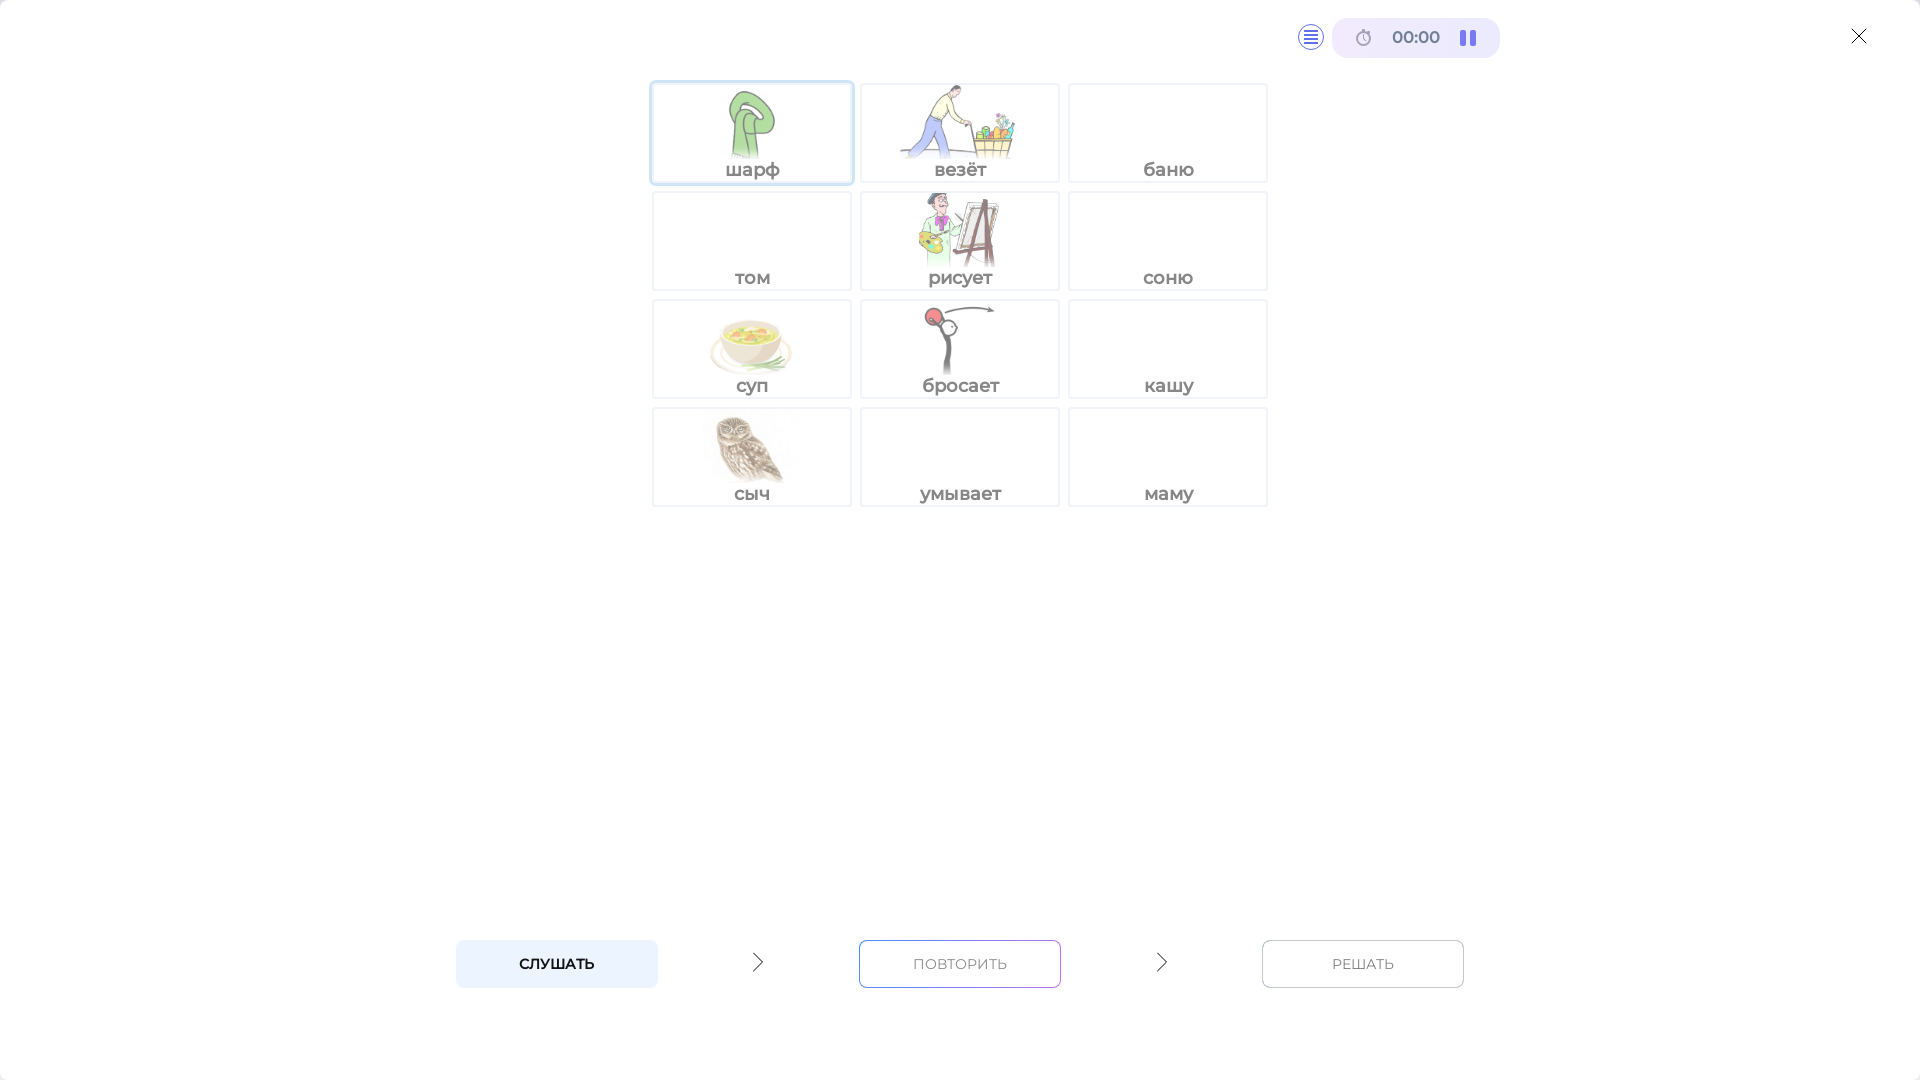 00:00
шарф везёт баню
том рисует соню
суп бросает кашу
сыч умывает маму
СЛУШАТЬ ПОВТОРИТЬ РЕШАТЬ